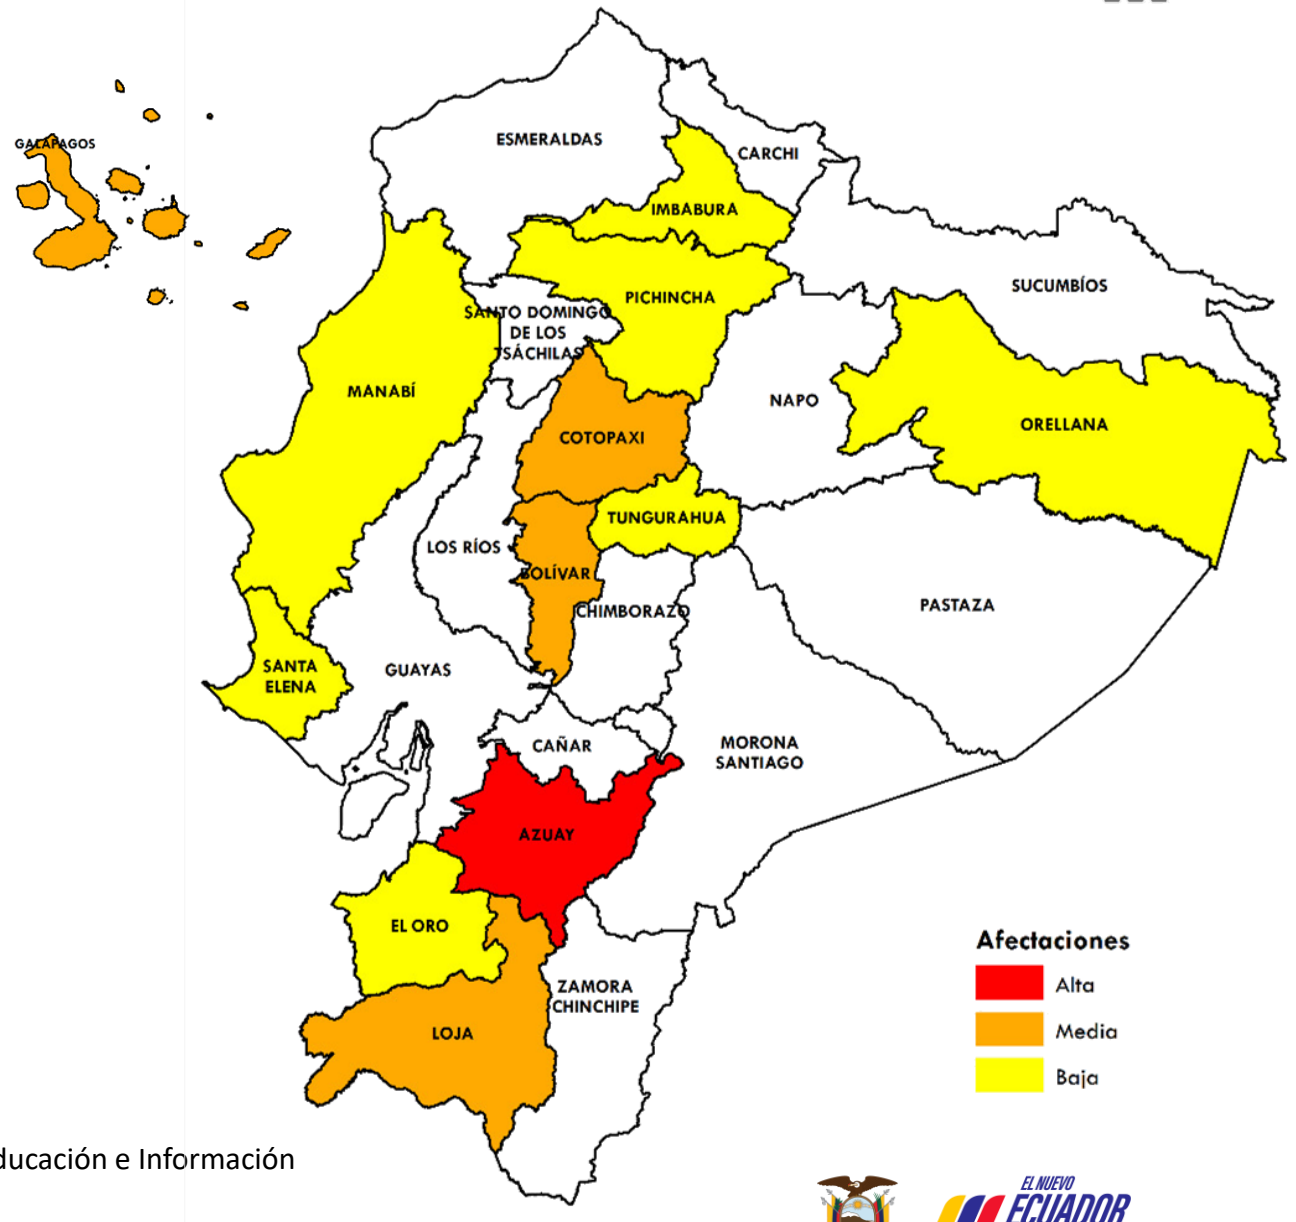 GALÁPAGOS
ESMERALDAS
CARCHI
IMBABURA
SUCUMBÍOS
PICHINCHA
SANTO DOMINGO
DE LOS
TSÁCHILAS
MANABÍ
NAPO
ORELLANA
COTOPAXI
TUNGURAHUA
LOS RÍOS
BOLÍVAR
CHIMBORAZO
PASTAZA
SANTA
ELENA
GUAYAS
CAÑAR
MORONA
SANTIAGO
AZUAY
EL ORO
ZAMORA
CHINCHIPE
LOJA
Afectaciones
Alta
Media
Baja
ducación e Información
EL NUEVO
ECUADOR